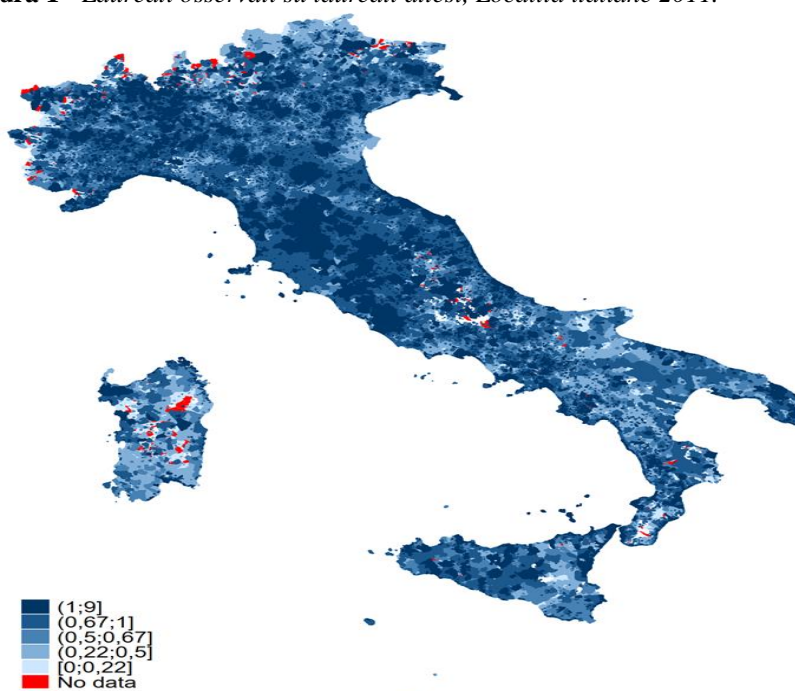 Laureati osservati su laureati attesi, Località italiane 2011.
(1;9]
(0,67;1]
(0,5;0,67]
(0,22;0,5]
[0;0,22]
No data